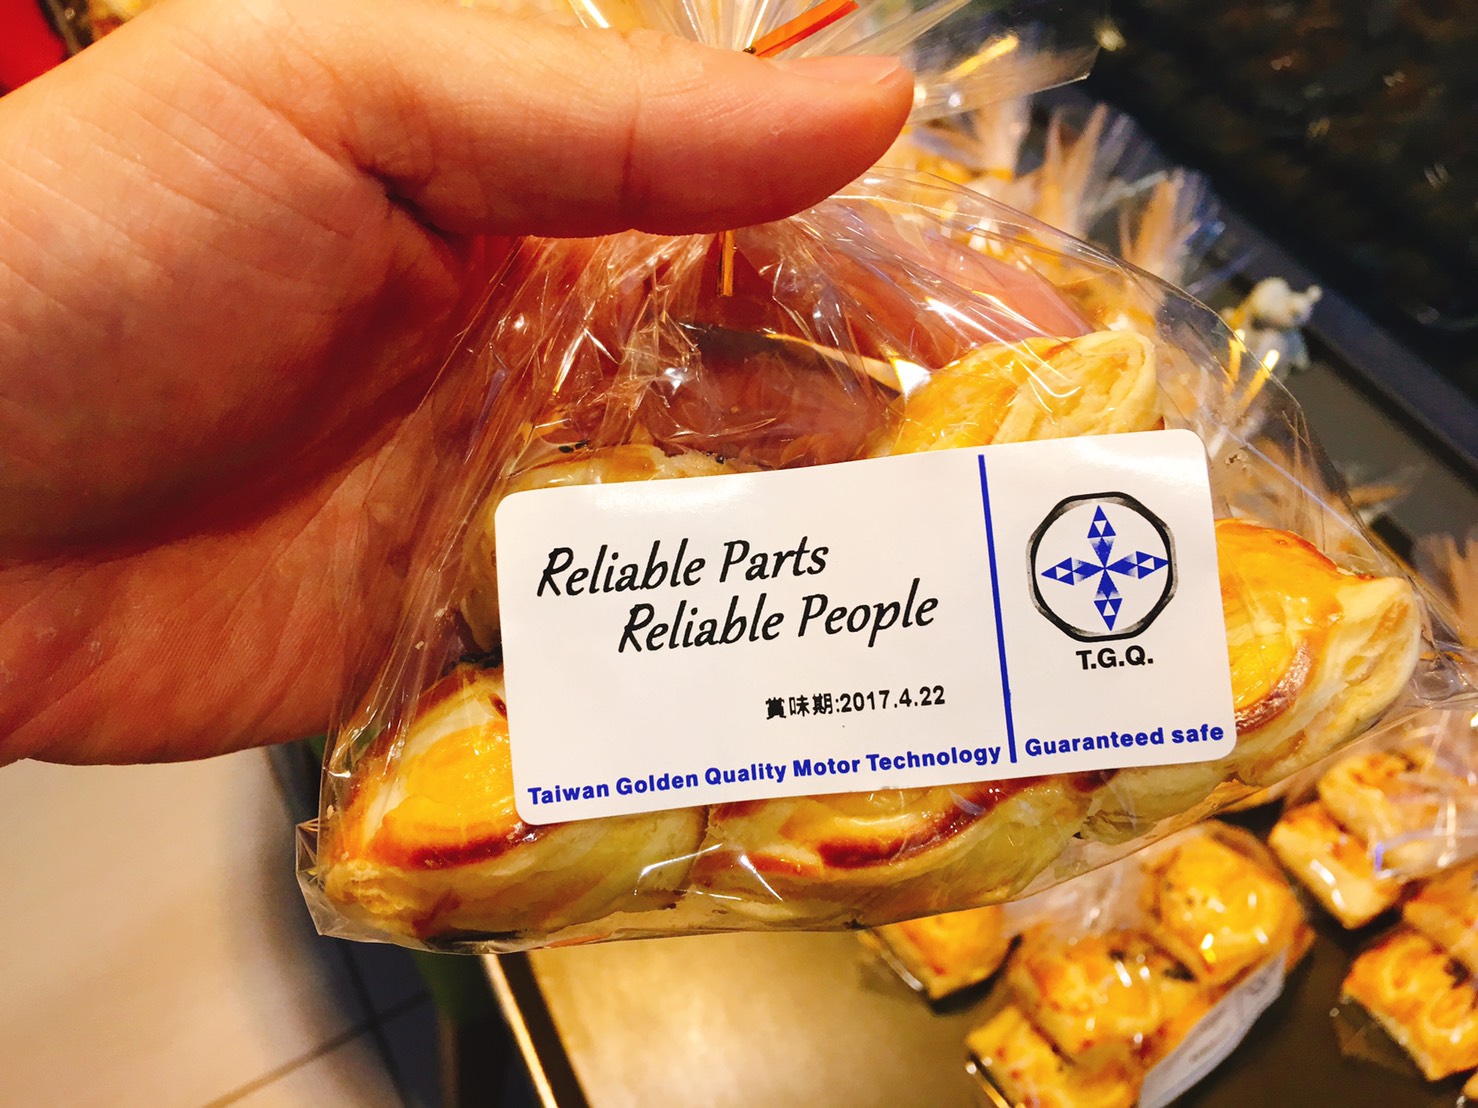 Reliable Parts
Reliable People
賞味期:2017.4.22
Taiwan Golden Quality Motor Technology
T.G.Q.
Guaranteed safe